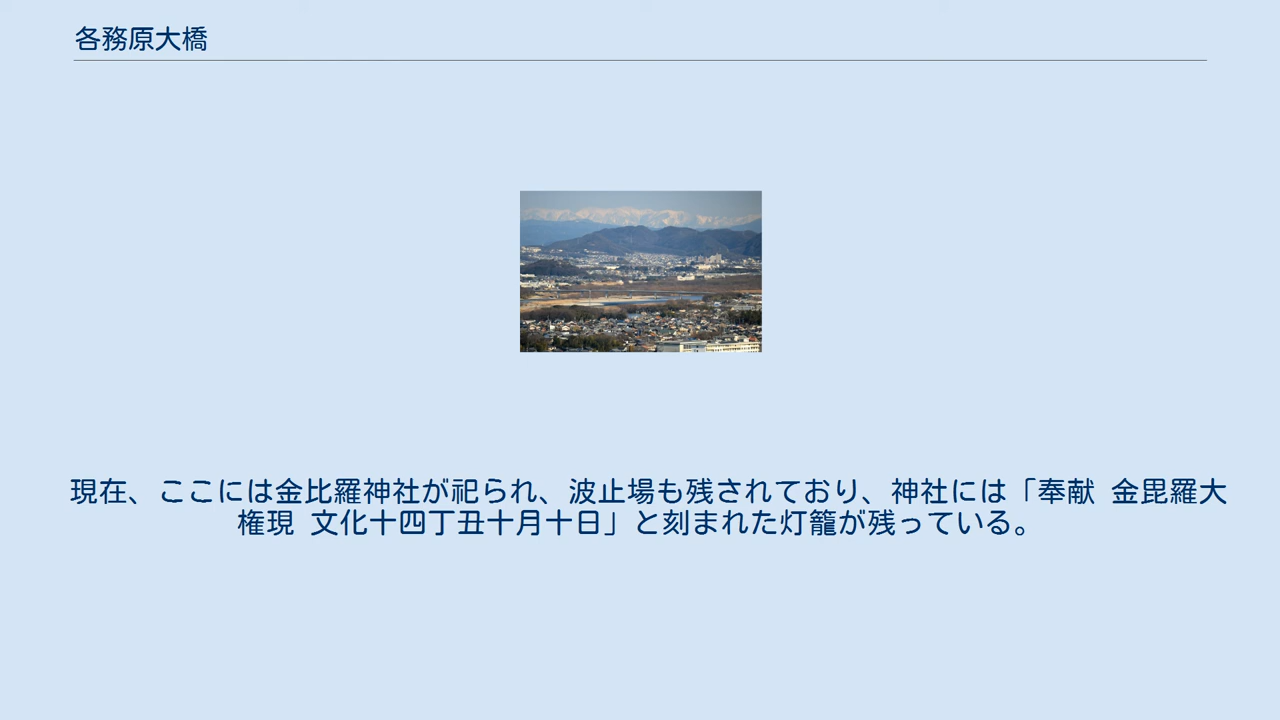 各務原大橋
現在、ここには金比羅神社が祀られ、波止場も残されており、神社には「奉献 金毘羅大
権現 文化十四丁丑十月十日」と刻まれた灯籠が残っている。